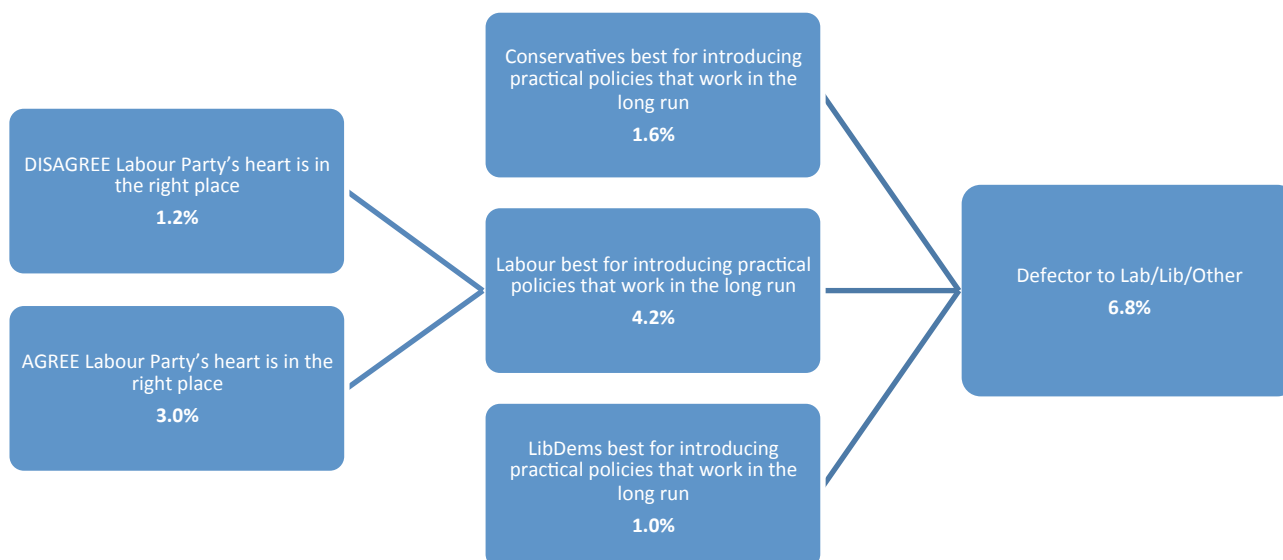 DISAGREE Labour Party’s heart is in
the right place
1.2%
AGREE Labour Party’s heart is in the
right place
3.0%
Conservatives best for introducing
practical policies that work in the
long run
1.6%
Labour best for introducing practical
policies that work in the long run
4.2%
LibDems best for introducing
practical policies that work in the
long run
1.0%
Defector to Lab/Lib/Other
6.8%